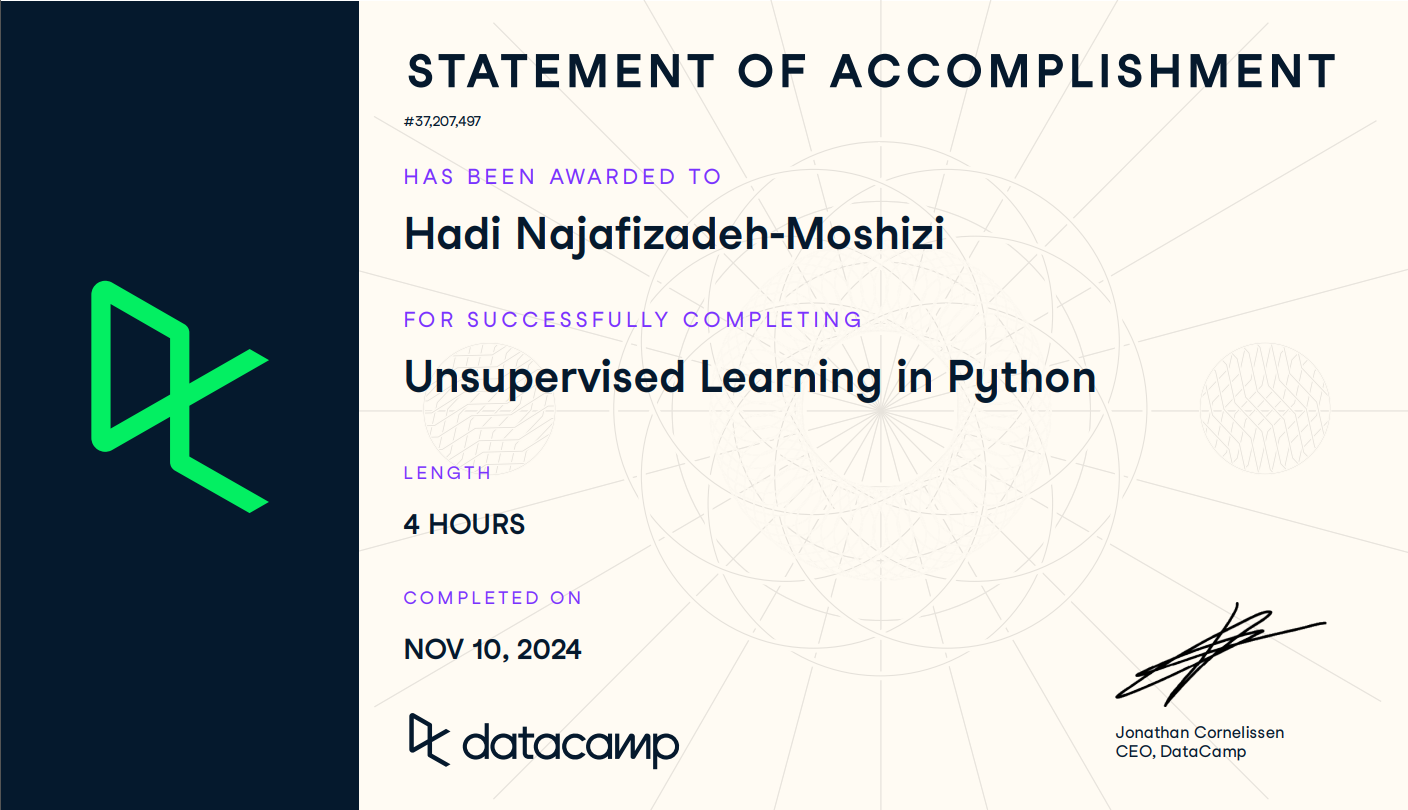 STATEMENT OF ACCOMPLISHMENT
#37,207,497
HAS BEEN AWARDED TO
Hadi Najafizadeh-Moshizi
FOR SUCCESSFULLY COMPLETING
Unsupervised Learning in Python
LENGTH
4 HOURS
COMPLETED ON
NOV 10, 2024
datacamp
Jonathan Cornelissen
CEO, DataCamp